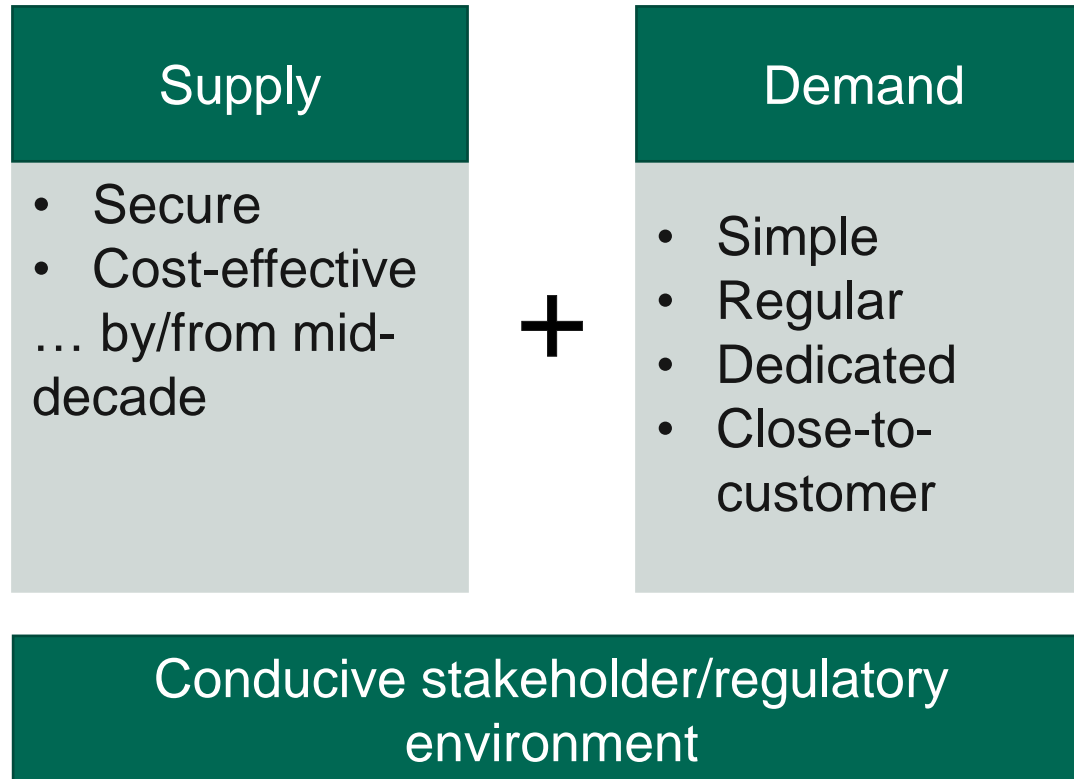 Supply
• Secure
• Cost-effective
… by/from mid-
decade
+
Demand
• Simple
• Regular
• Dedicated
• Close-to-
customer
Conducive stakeholder/regulatory
environment